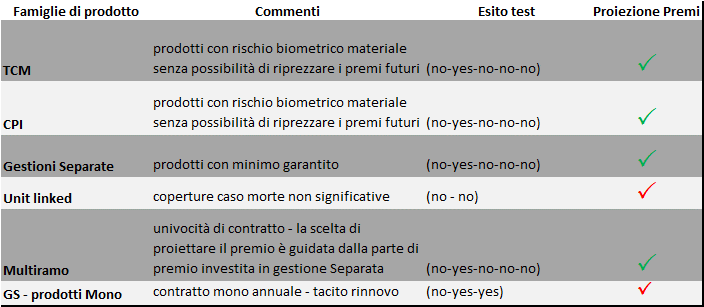 Famiglie di prodotto Commenti Esito test Proiezione Premi
prodotti con rischio biometrico materiale
TCM senza possibilità di riprezzare i premi futuri (no-yes-no-no-no) ✓
prodotti con rischio biometrico materiale
CPI senza possibilità di riprezzare i premi futuri (no-yes-no-no-no) ✓
Gestioni Separate prodotti con minimo garantito (no-yes-no-no-no) ✓
Unit linked coperture caso morte non significative (no - no) ✓
univocità di contratto - la scelta di
proiettare il premio è guidata dalla parte di
Multiramo premio investita in gestione Separata (no-yes-no-no-no) ✓
GS - prodotti Mono contratto mono annuale - tacito rinnovo (no-yes-yes) ✓